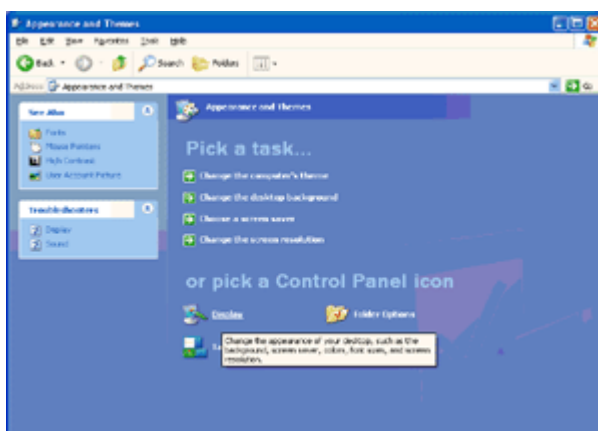 Appearance and Themes
File Edit View Favorites Tools Help
Back Search Folders
Address Appearance and Themes Go
See Also
Fonts
Mouse Pointers
High Contrast
User Account Picture
Troubleshooters
Display
Sound
Appearance and Themes
Pick a task...
Change the computer's theme
Change the desktop background
Choose a screen saver
Change the screen resolution
or pick a Control Panel icon
Display Folder Options
Change the appearance of your desktop, such as the
background, screen saver, colors, font sizes, and screen
resolution.